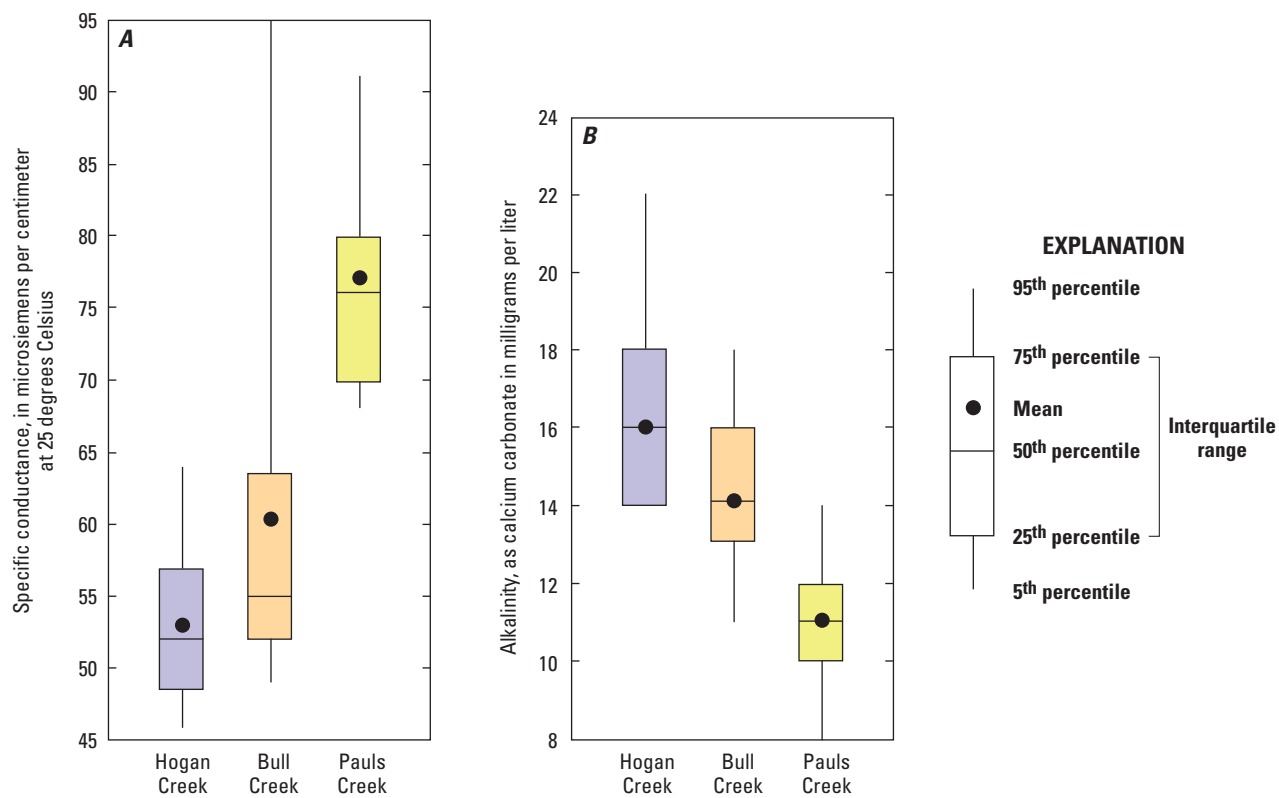 A
Specific conductance, in microsiemens per centimeter
at 25 degrees Celsius
95
90
85
80
75
70
65
60
55
50
45
Hogan
Creek
Bull
Creek
Pauls
Creek
B
Alkalinity, as calcium carbonate in milligrams per liter
24
22
20
18
16
14
12
10
8
Hogan
Creek
Bull
Creek
Pauls
Creek
EXPLANATION
95th percentile
75th percentile
Mean
50th percentile
Interquartile
range
25th percentile
5th percentile